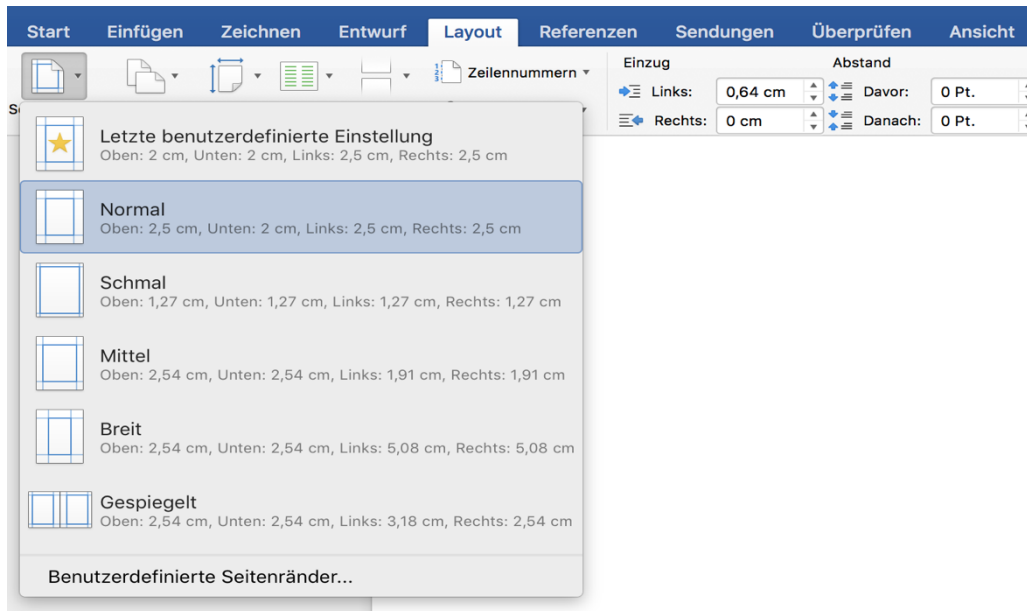 Start Einfügen Zeichnen Entwurf Layout Referenzen Sendungen Überprüfen Ansicht
Zeilennummern
Einzug Abstand
Links: 0,64 cm Davor: 0 Pt.
Rechts: 0 cm Danach: 0 Pt.
Letzte benutzerdefinierte Einstellung
Oben: 2 cm, Unten: 2 cm, Links: 2,5 cm, Rechts: 2,5 cm
Normal
Oben: 2,5 cm, Unten: 2 cm, Links: 2,5 cm, Rechts: 2,5 cm
Schmal
Oben: 1,27 cm, Unten: 1,27 cm, Links: 1,27 cm, Rechts: 1,27 cm
Mittel
Oben: 2,54 cm, Unten: 2,54 cm, Links: 1,91 cm, Rechts: 1,91 cm
Breit
Oben: 2,54 cm, Unten: 2,54 cm, Links: 5,08 cm, Rechts: 5,08 cm
Gespiegelt
Oben: 2,54 cm, Unten: 2,54 cm, Links: 3,18 cm, Rechts: 2,54 cm
Benutzerdefinierte Seitenränder...